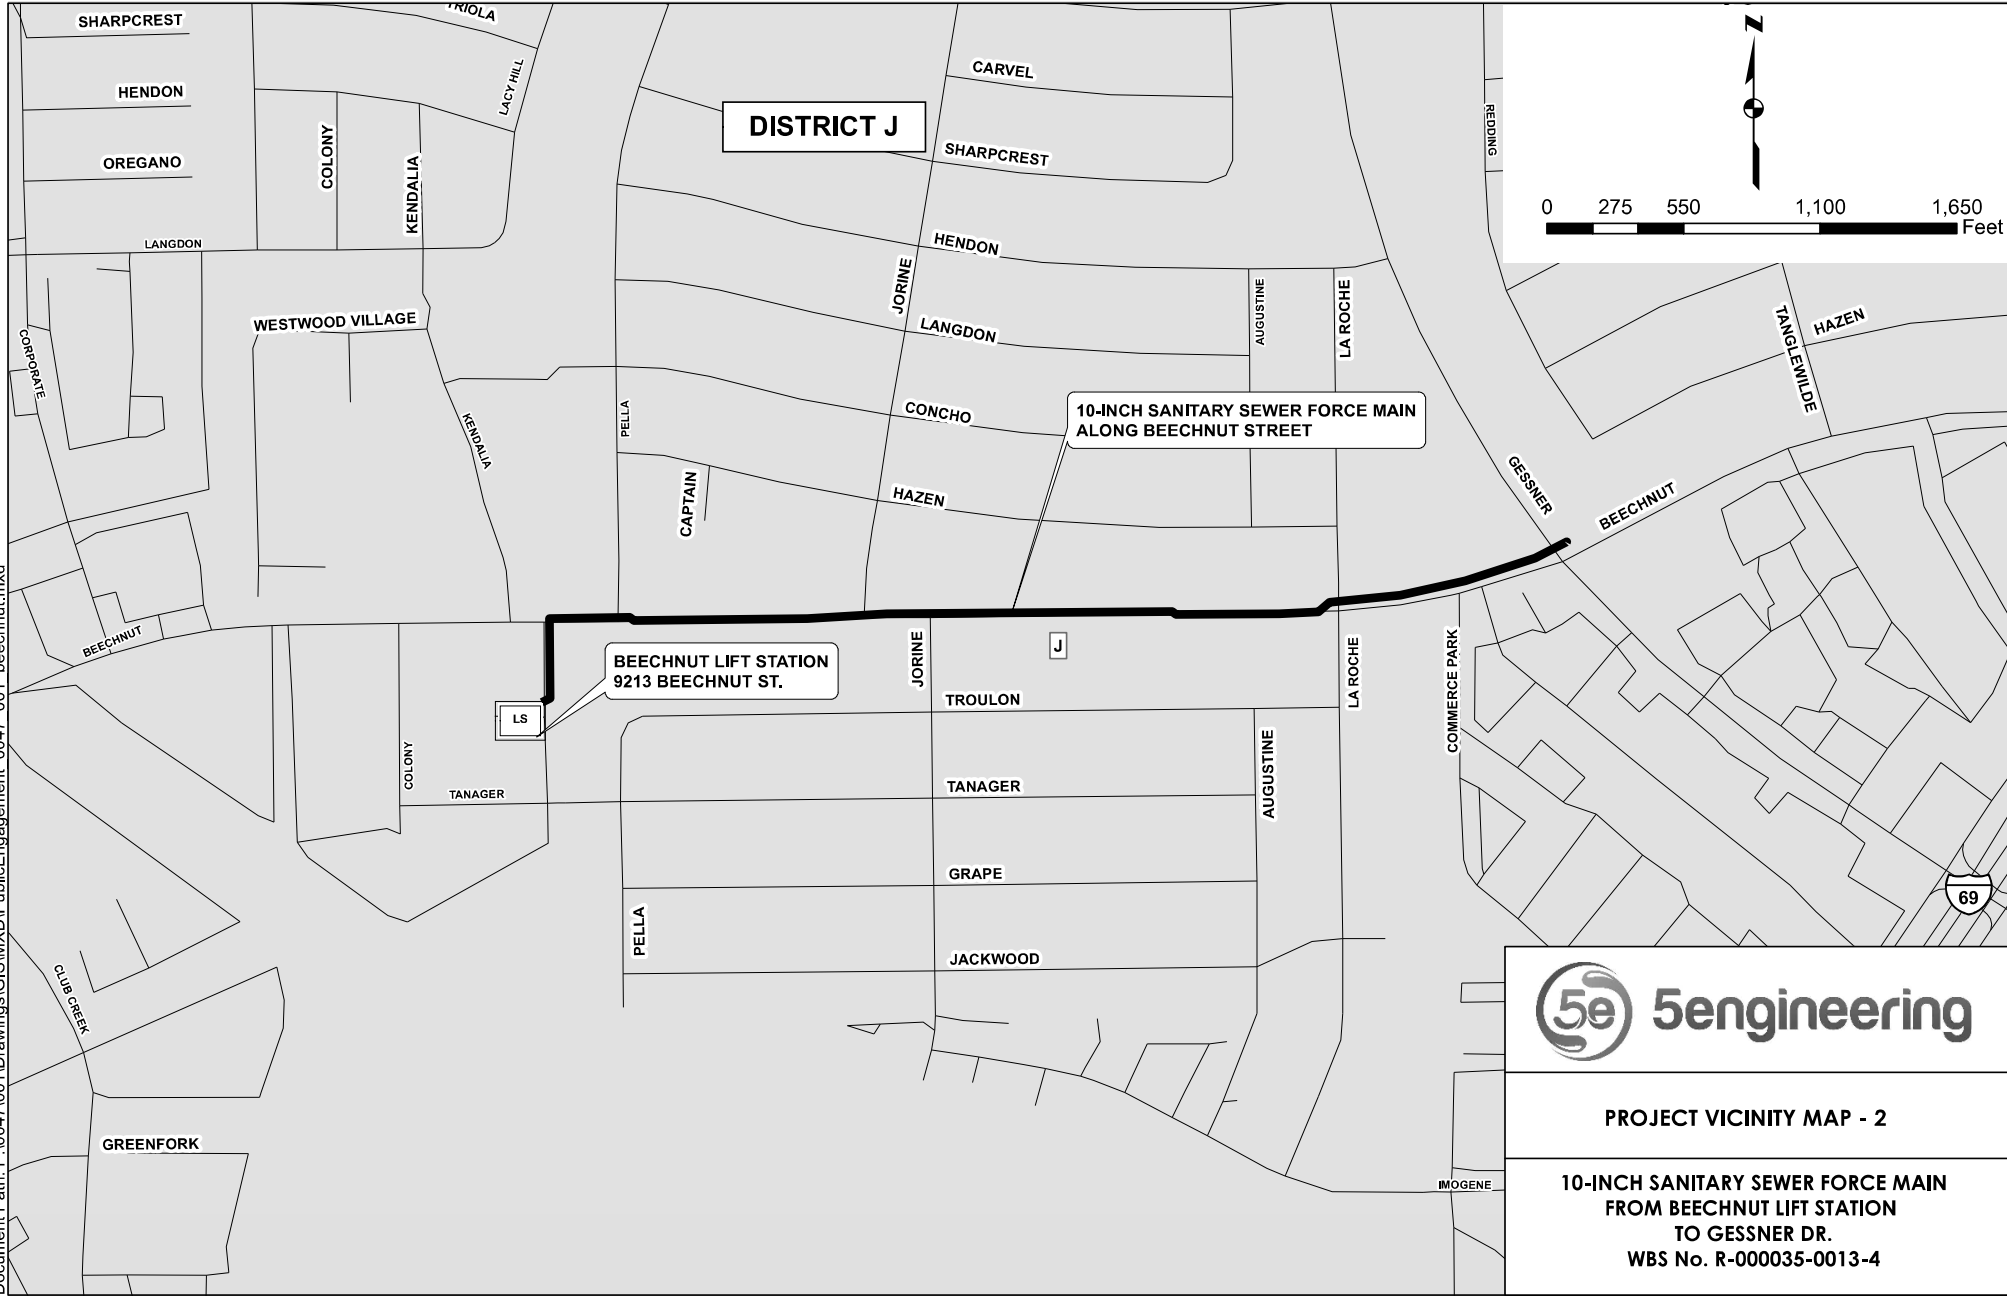 SHARPCREST
TRIOLA
HENDON
OREGANO
COLONY
KENDALIA
LACY HILL
LANGDON
DISTRICT J
CARVEL
SHARPCREST
HENDON
JORINE
LANGDON
AUGUSTINE
LA ROCHE
REDDING
N
0 275 550 1,100 1,650
Feet
TANGLEWILDE
HAZEN
CORPORATE
WESTWOOD VILLAGE
KENDALIA
PELLA
CONCHO
10-INCH SANITARY SEWER FORCE MAIN
ALONG BEECHNUT STREET
CAPTAIN
HAZEN
GESSNER
BEECHNUT
BEECHNUT
BEECHNUT LIFT STATION
9213 BEECHNUT ST.
LS
JORINE
J
LA ROCHE
COMMERCE PARK
TROULON
COLONY
TANAGER
TANAGER
AUGUSTINE
GRAPE
PELLA
JACKWOOD
69
CLUB CREEK
GREENFORK
IMOGENE
5e 5engineering
PROJECT VICINITY MAP - 2
10-INCH SANITARY SEWER FORCE MAIN
FROM BEECHNUT LIFT STATION
TO GESSNER DR.
WBS No. R-000035-0013-4